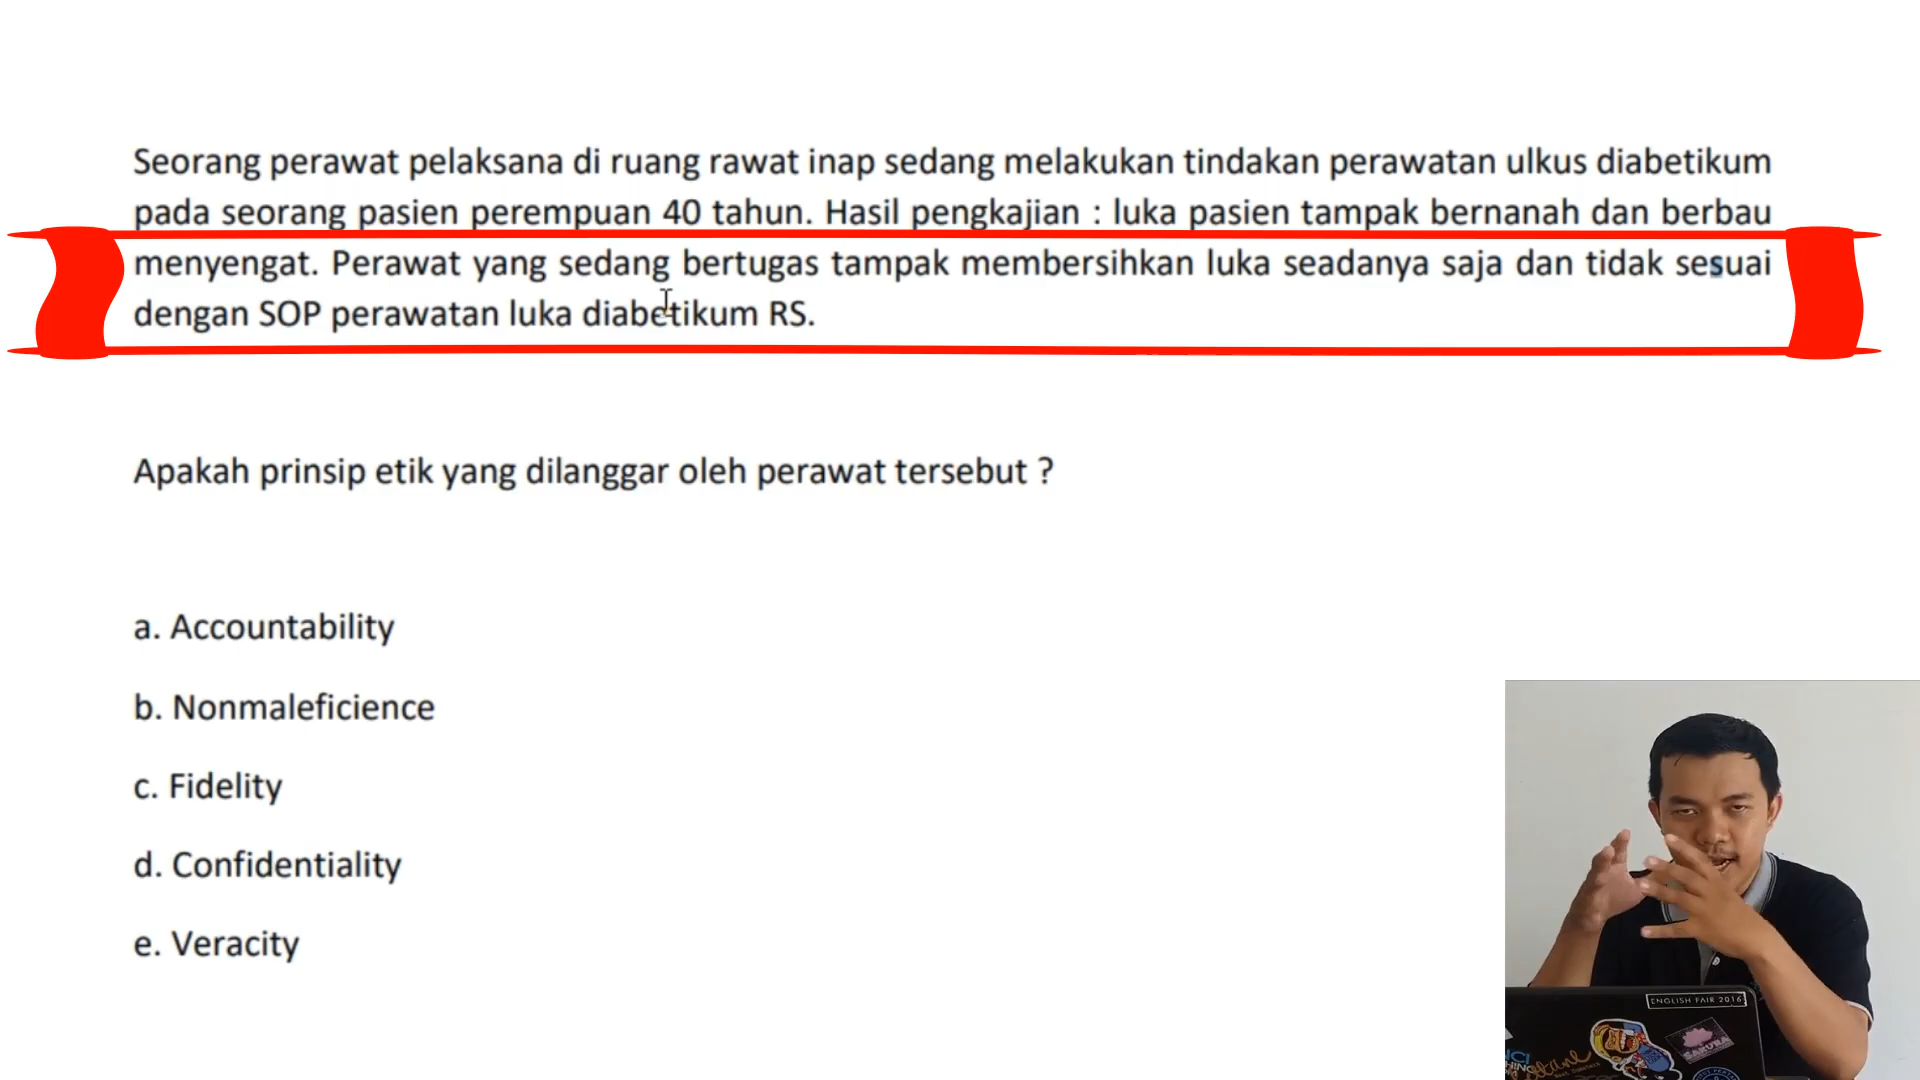 Seorang perawat pelaksana di ruang rawat inap sedang melakukan tindakan perawatan ulkus diabetikum
pada seorang pasien perempuan 40 tahun. Hasil pengkajian : luka pasien tampak bernanah dan berbau
menyengat. Perawat yang sedang bertugas tampak membersihkan luka seadanya saja dan tidak sesuai
dengan SOP perawatan luka diabetikum RS.
Apakah prinsip etik yang dilanggar oleh perawat tersebut ?
a. Accountability
b. Nonmaleficience
c. Fidelity
d. Confidentiality
e. Veracity
ENGLISH FAIR 2016
SAKURA